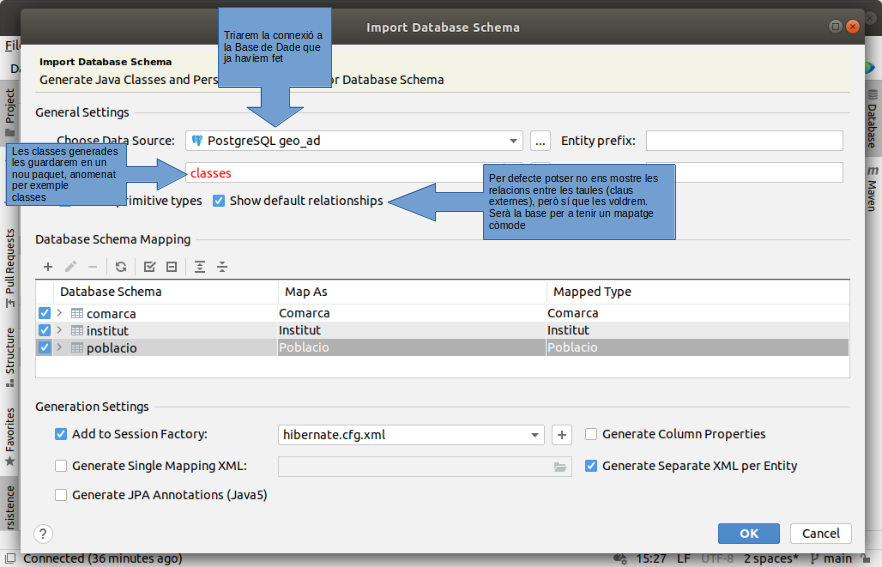 Import Database Schema
Triarem la connexió a
la Base de Dade que
ja havíem fet
Import Database Schema
Generate Java Classes and Pers
or Database Schema
General Settings
Choose Data Source:
PostgreSQL geo_ad
...
Entity prefix:
Les classes generades
les guardarem en un
nou paquet, anomenat
per exemple
classes
classes
Per defecte potser no ens mostre les
relacions entre les taules (claus
externes), però sí que les voldrem.
Serà la base per a tenir un mapatge
còmode
primitive types
Show default relationships
Database Schema Mapping
Database Schema
Map As
Mapped Type
comarca
Comarca
Comarca
institut
Institut
Institut
poblacio
Poblacio
Poblacio
Generation Settings
Add to Session Factory:
hibernate.cfg.xml
Generate Column Properties
Generate Single Mapping XML:
Generate Separate XML per Entity
Generate JPA Annotations (Java5)
?
OK
Cancel
Project
Pull Requests
Structure
Favorites
rsistence
Database
m
Maven
Connected (36 minutes ago)
15:27
LF
UTF-8
2 spaces*
main